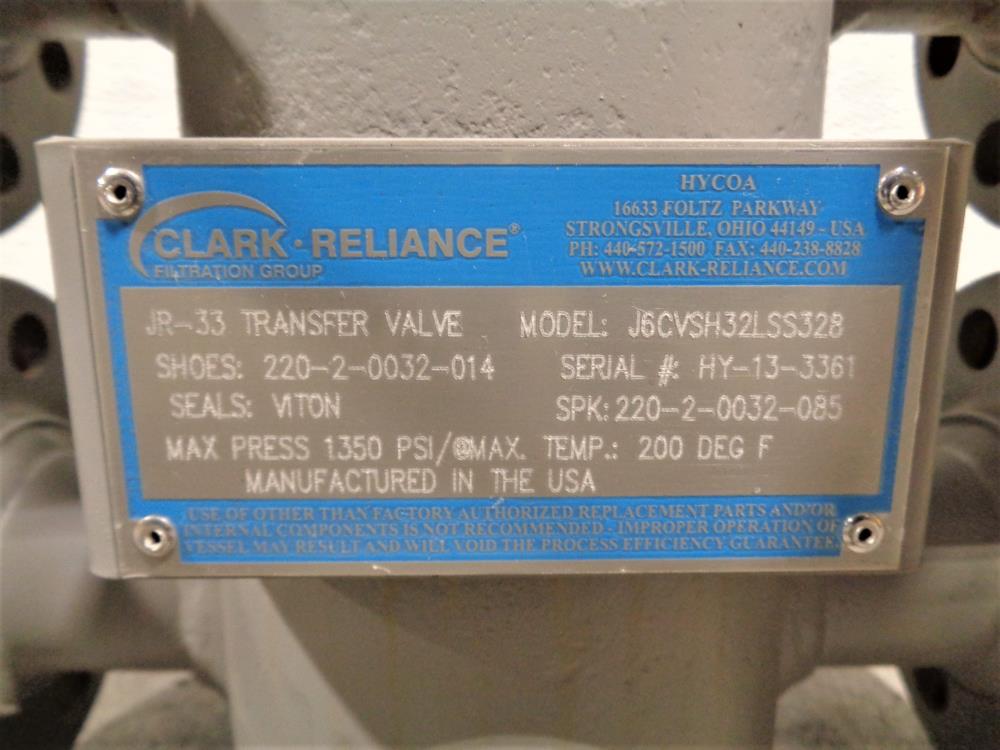 CLARK·RELIANCE®
FILTRATION GROUP
HYCOA
16633 FOLTZ PARKWAY
STRONGSVILLE, OHIO 44149 - USA
PH: 440-572-1500 FAX: 440-238-8828
WWW.CLARK-RELIANCE.COM
JR-33 TRANSFER VALVE MODEL: J6CVSH32LSS328
SHOES: 220-2-0032-014 SERIAL #: HY-13-3361
SEALS: VITON SPK: 220-2-0032-085
MAX PRESS 1350 PSI/@MAX. TEMP.: 200 DEG F
MANUFACTURED IN THE USA
USE OF OTHER THAN FACTORY AUTHORIZED REPLACEMENT PARTS AND/OR
INTERNAL COMPONENTS IS NOT RECOMMENDED - IMPROPER OPERATION OF
VESSEL MAY RESULT AND WILL VOID THE PROCESS EFFICIENCY GUARANTEE.